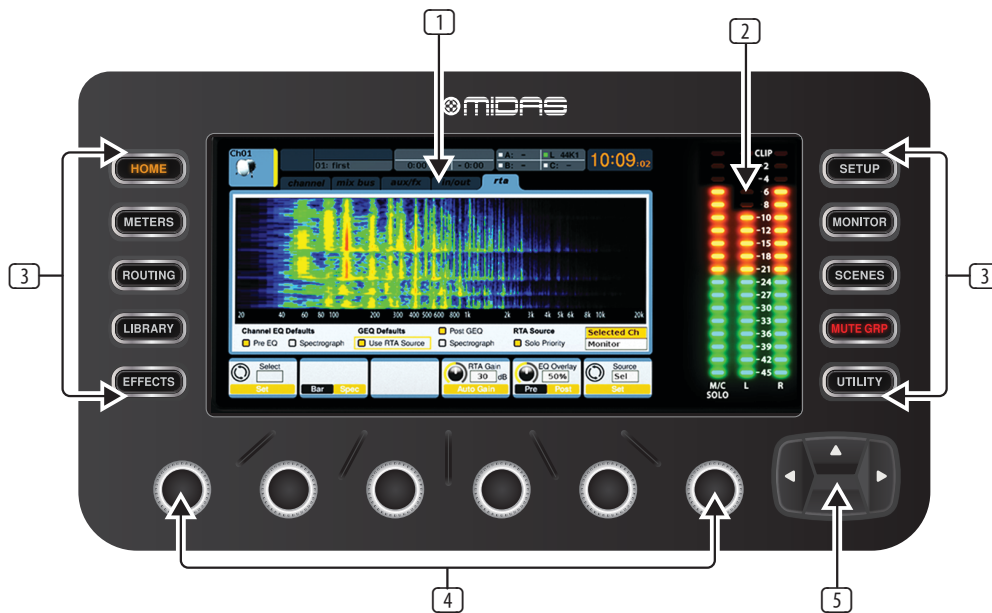 1
2
MIDAS
Ch01
01: first
0:00 - 0:00
A: -
L 44K1
B: -
C: -
10:09:02
channel
mix bus
aux/fx
in/out
rta
20 40 60 80 100 200 300 400 500 600 800 1k 2k 3k 4k 5k 6k 8k 10k 20k
Channel EQ Defaults
GEQ Defaults
Post GEQ
RTA Source
Selected Ch
Pre EQ
Spectrograph
Use RTA Source
Spectrograph
Solo Priority
Monitor
Select
Set
Bar Spec
RTA Gain
30 dB
Auto Gain
EQ Overlay
50%
Pre Post
Source
Sel
Set
CLIP
-2
-4
-6
-8
-10
-12
-15
-18
-21
-24
-27
-30
-33
-36
-39
-42
-45
M/C SOLO
L
R
HOME
METERS
ROUTING
LIBRARY
EFFECTS
3
SETUP
MONITOR
SCENES
MUTE GRP
UTILITY
3
4
5